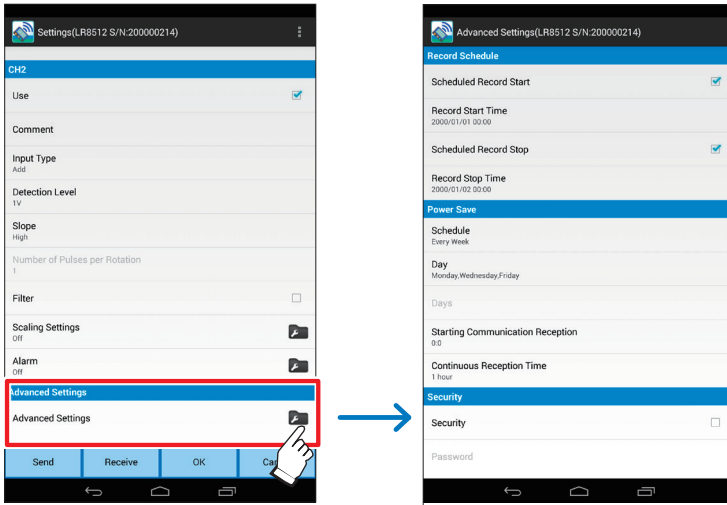 Settings(LR8512 S/N:200000214)
CH2
Use
Comment
Input Type
Add
Detection Level
1V
Slope
High
Number of Pulses per Rotation
1
Filter
Scaling Settings
Off
Alarm
Off
Advanced Settings
Advanced Settings
Send Receive OK
Advanced Settings(LR8512 S/N:200000214)
Record Schedule
Scheduled Record Start
Record Start Time
2000/01/01 00:00
Scheduled Record Stop
Record Stop Time
2000/01/02 00:00
Power Save
Schedule
Every Week
Day
Monday,Wednesday,Friday
Days
Starting Communication Reception
0:0
Continuous Reception Time
1 hour
Security
Security
Password